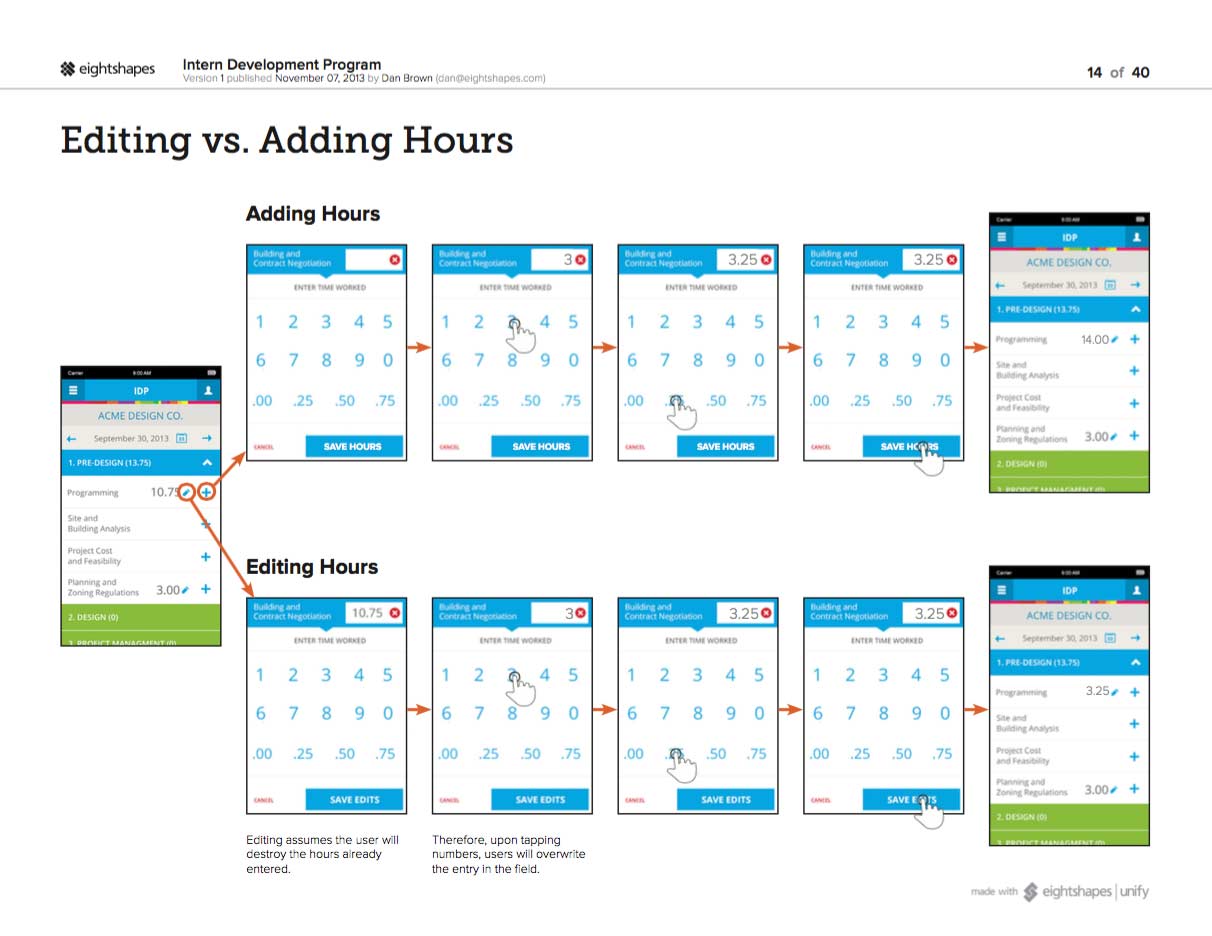 eightshapes
Intern Development Program
Version 1 published November 07, 2013 by Dan Brown (dan@eightshapes.com)
14 of 40
Editing vs. Adding Hours
Carrier 9:00 AM
IDP
ACME DESIGN CO.
September 30, 2013
1. PRE-DESIGN (13.75)
Programming 10.75
Site and
Building Analysis
Project Cost
and Feasibility
Planning and
Zoning Regulations 3.00
2. DESIGN (0)
3. PROJECT MANAGMENT (0)
Adding Hours
Building and
Contract Negotiation
ENTER TIME WORKED
1 2 3 4 5
6 7 8 9 0
.00 .25 .50 .75
CANCEL SAVE HOURS
Building and
Contract Negotiation 3
ENTER TIME WORKED
1 2 3 4 5
6 7 8 9 0
.00 .25 .50 .75
CANCEL SAVE HOURS
Building and
Contract Negotiation 3.25
ENTER TIME WORKED
1 2 3 4 5
6 7 8 9 0
.00 .25 .50 .75
CANCEL SAVE HOURS
Building and
Contract Negotiation 3.25
ENTER TIME WORKED
1 2 3 4 5
6 7 8 9 0
.00 .25 .50 .75
CANCEL SAVE HOURS
Carrier 9:00 AM
IDP
ACME DESIGN CO.
September 30, 2013
1. PRE-DESIGN (13.75)
Programming 14.00
Site and
Building Analysis
Project Cost
and Feasibility
Planning and
Zoning Regulations 3.00
2. DESIGN (0)
3. PROJECT MANAGMENT (0)
Editing Hours
Building and
Contract Negotiation 10.75
ENTER TIME WORKED
1 2 3 4 5
6 7 8 9 0
.00 .25 .50 .75
CANCEL SAVE EDITS
Editing assumes the user will
destroy the hours already
entered.
Building and
Contract Negotiation 3
ENTER TIME WORKED
1 2 3 4 5
6 7 8 9 0
.00 .25 .50 .75
CANCEL SAVE EDITS
Therefore, upon tapping
numbers, users will overwrite
the entry in the field.
Building and
Contract Negotiation 3.25
ENTER TIME WORKED
1 2 3 4 5
6 7 8 9 0
.00 .25 .50 .75
CANCEL SAVE EDITS
Building and
Contract Negotiation 3.25
ENTER TIME WORKED
1 2 3 4 5
6 7 8 9 0
.00 .25 .50 .75
CANCEL SAVE EDITS
Carrier 9:00 AM
IDP
ACME DESIGN CO.
September 30, 2013
1. PRE-DESIGN (13.75)
Programming 3.25
Site and
Building Analysis
Project Cost
and Feasibility
Planning and
Zoning Regulations 3.00
2. DESIGN (0)
3. PROJECT MANAGMENT (0)
made with eightshapes | unify